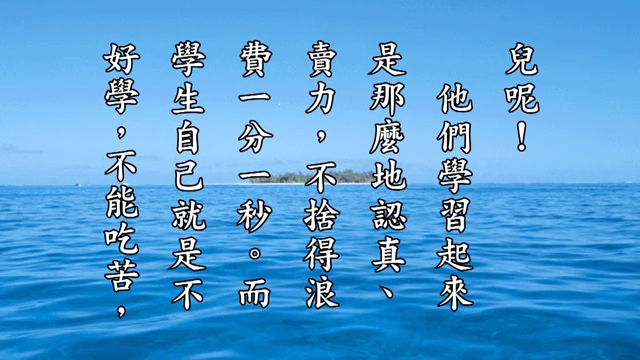 兒呢！
他們學習起來
是那麼地認真、
賣力，不捨得浪
費一分一秒。而
學生自己就是不
好學，不能吃苦，